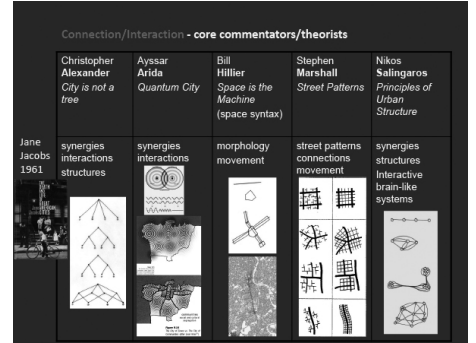 Connection/Interaction - core commentators/theorists
Christopher
Alexander
City is not a
tree
Ayssar
Arida
Quantum City
Bill
Hillier
Space is the
Machine
(space syntax)
Stephen
Marshall
Street Patterns
Nikos
Salingaros
Principles of
Urban
Structure
Jane
Jacobs
1961
synergies
interactions
structures
synergies
interactions
morphology
movement
street patterns
connections
movement
synergies
structures
Interactive
brain-like
systems